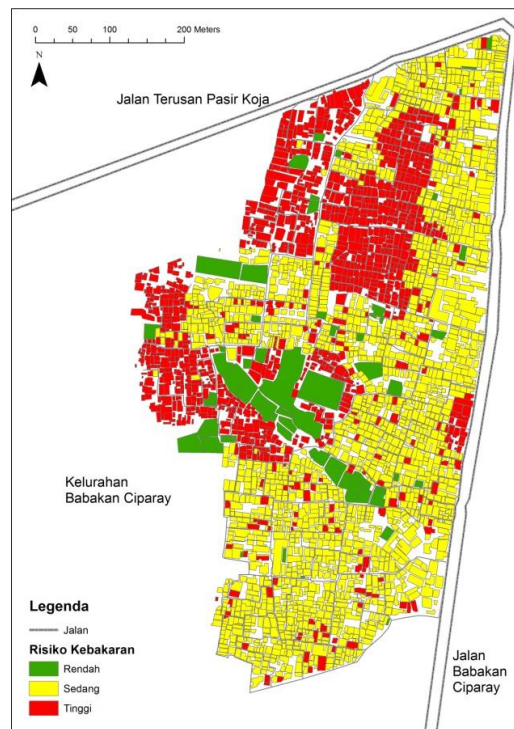 0 50 100 200 Meters
N
Jalan Terusan Pasir Koja
Kelurahan
Babakan Ciparay
Legenda
Jalan
Risiko Kebakaran
Rendah
Sedang
Tinggi
Jalan
Babakan
Ciparay